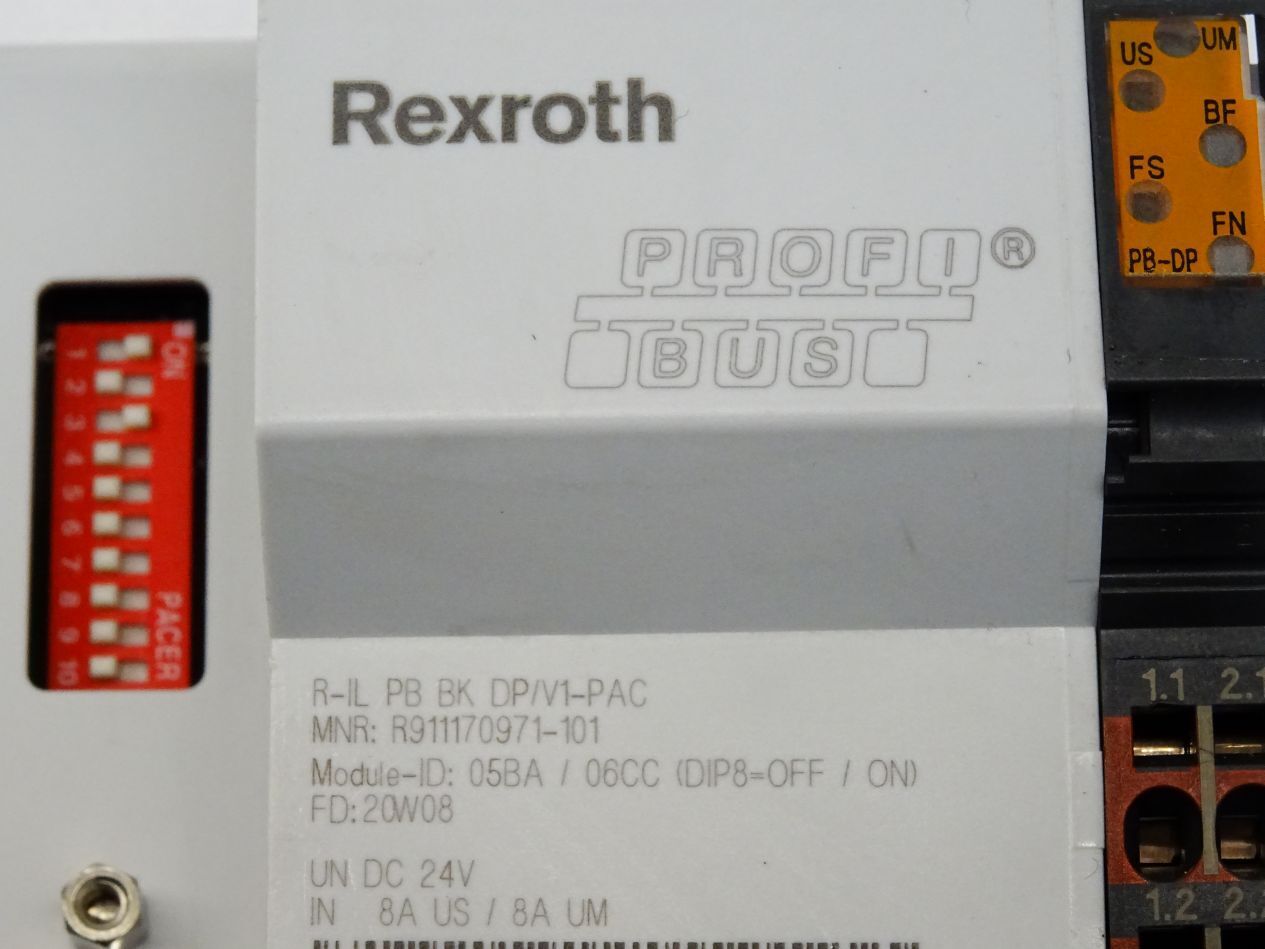 Rexroth
PROFI®
BUS
US UM
BF
FS
FN
PB-DP
ON
1
2
3
4
5
6
7
8
9
10
PACER
R-IL PB BK DP/V1-PAC
MNR: R911170971-101
Module-ID: 05BA / 06CC (DIP8=OFF / ON)
FD:20W08
UN DC 24V
IN 8A US / 8A UM
1.1 2.1
1.2